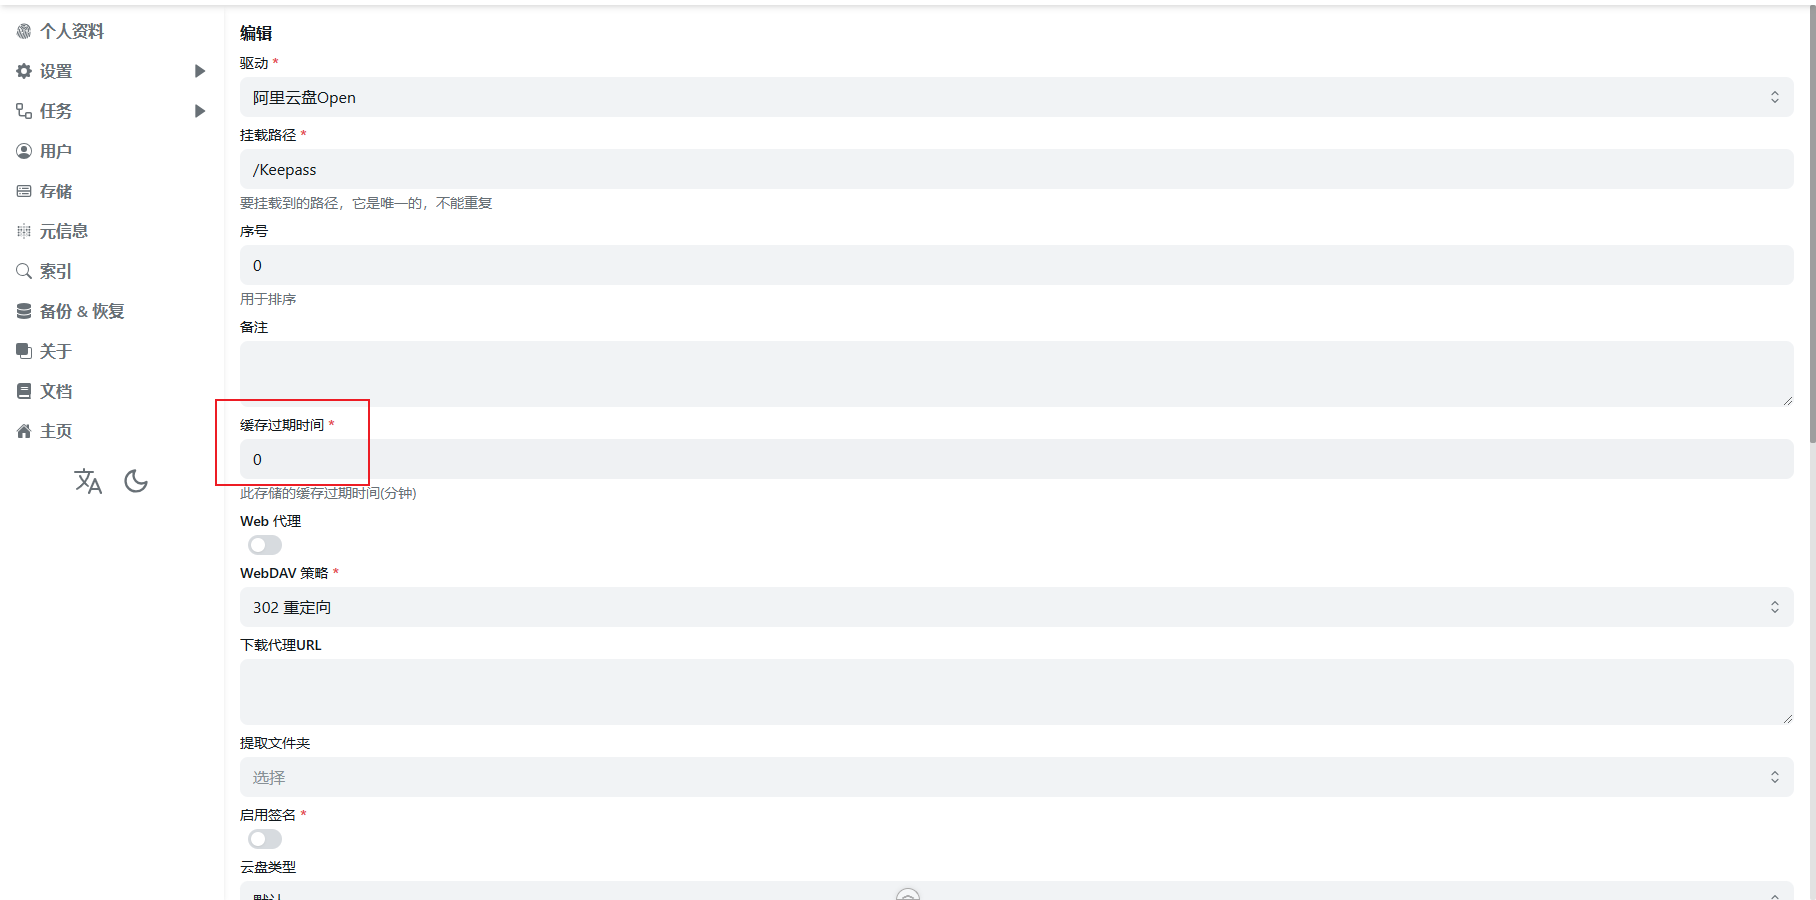 个人资料
设置
任务
用户
存储
元信息
索引
备份 & 恢复
关于
文档
主页
编辑
驱动 *
阿里云盘Open
挂载路径 *
/Keepass
要挂载到的路径，它是唯一的，不能重复
序号
0
用于排序
备注
缓存过期时间 *
0
此存储的缓存过期时间(分钟)
Web 代理
WebDAV 策略 *
302 重定向
下载代理URL
提取文件夹
选择
启用签名 *
云盘类型
默认